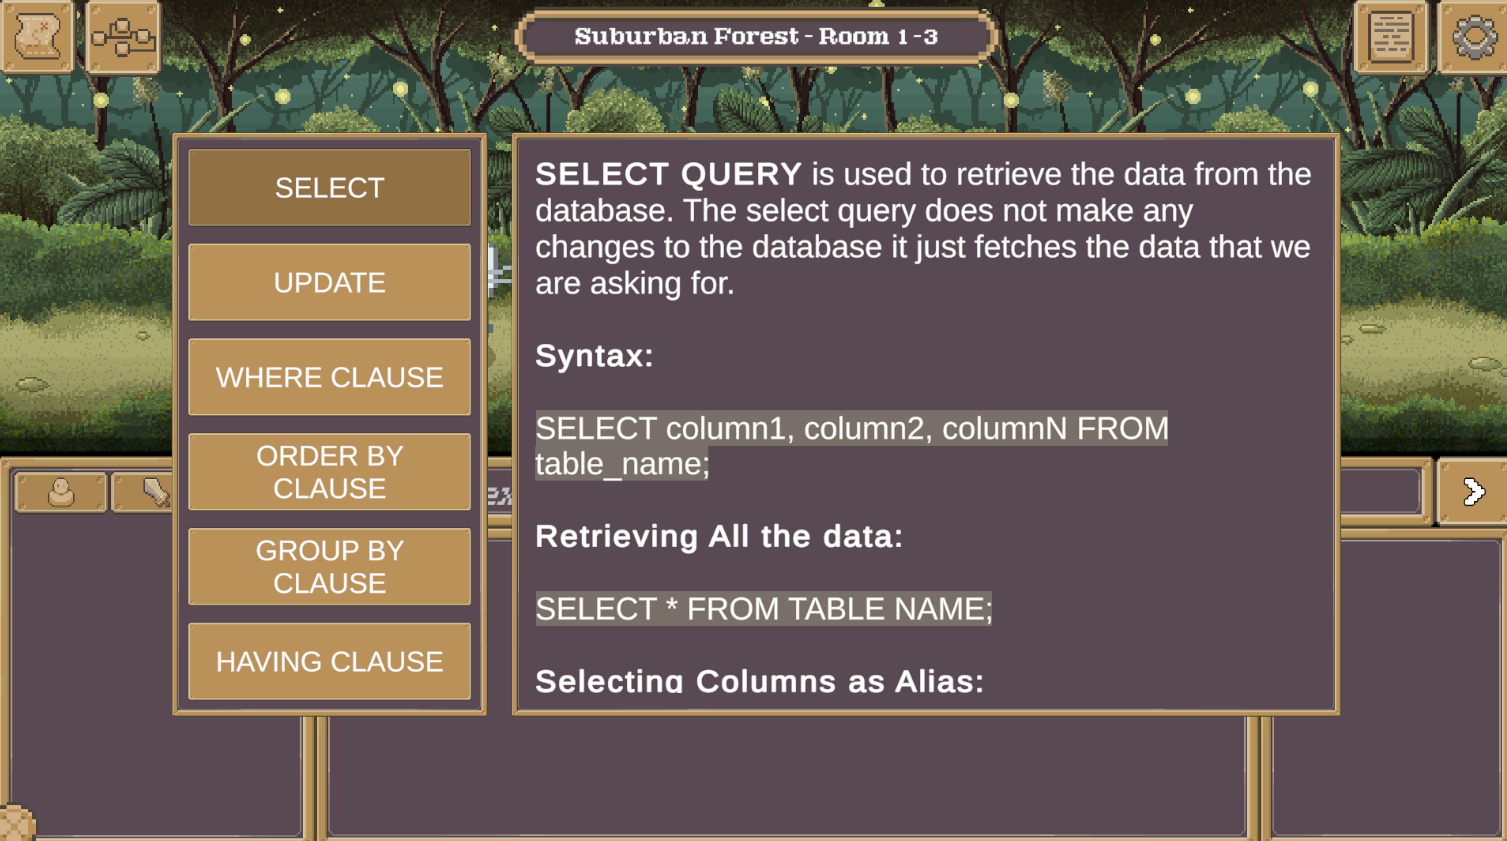 Suburban Forest - Room 1-3
SELECT
UPDATE
WHERE CLAUSE
ORDER BY
CLAUSE
GROUP BY
CLAUSE
HAVING CLAUSE
SELECT QUERY is used to retrieve the data from the
database. The select query does not make any
changes to the database it just fetches the data that we
are asking for.
Syntax:
SELECT column1, column2, columnN FROM
table_name;
Retrieving All the data:
SELECT * FROM TABLE NAME;
Selecting Columns as Alias: